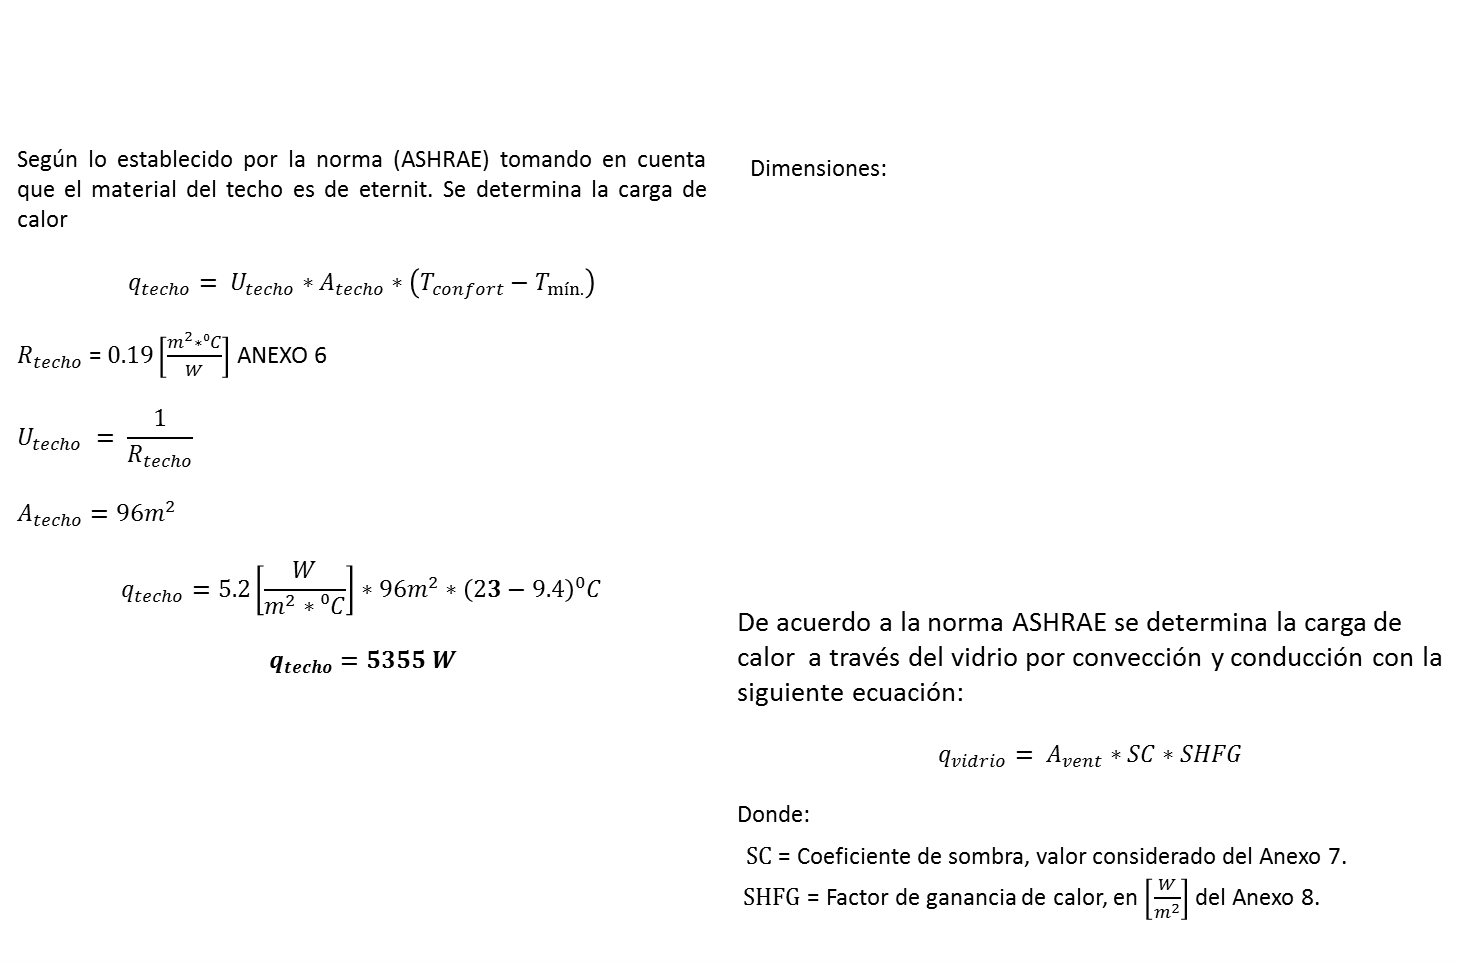 Según lo establecido por la norma (ASHRAE) tomando en cuenta
que el material del techo es de eternit. Se determina la carga de
calor
q_techo = U_techo * A_techo * (T_confort − T_mín.)
R_techo = 0.19 [m²*⁰C / W] ANEXO 6
U_techo = 1 / R_techo
A_techo = 96m²
q_techo = 5.2 [W / m² * ⁰C] * 96m² * (23 − 9.4)⁰C
q_techo = 5355 W
Dimensiones:
De acuerdo a la norma ASHRAE se determina la carga de
calor a través del vidrio por convección y conducción con la
siguiente ecuación:
q_vidrio = A_vent * SC * SHFG
Donde:
SC = Coeficiente de sombra, valor considerado del Anexo 7.
SHFG = Factor de ganancia de calor, en [W / m²] del Anexo 8.